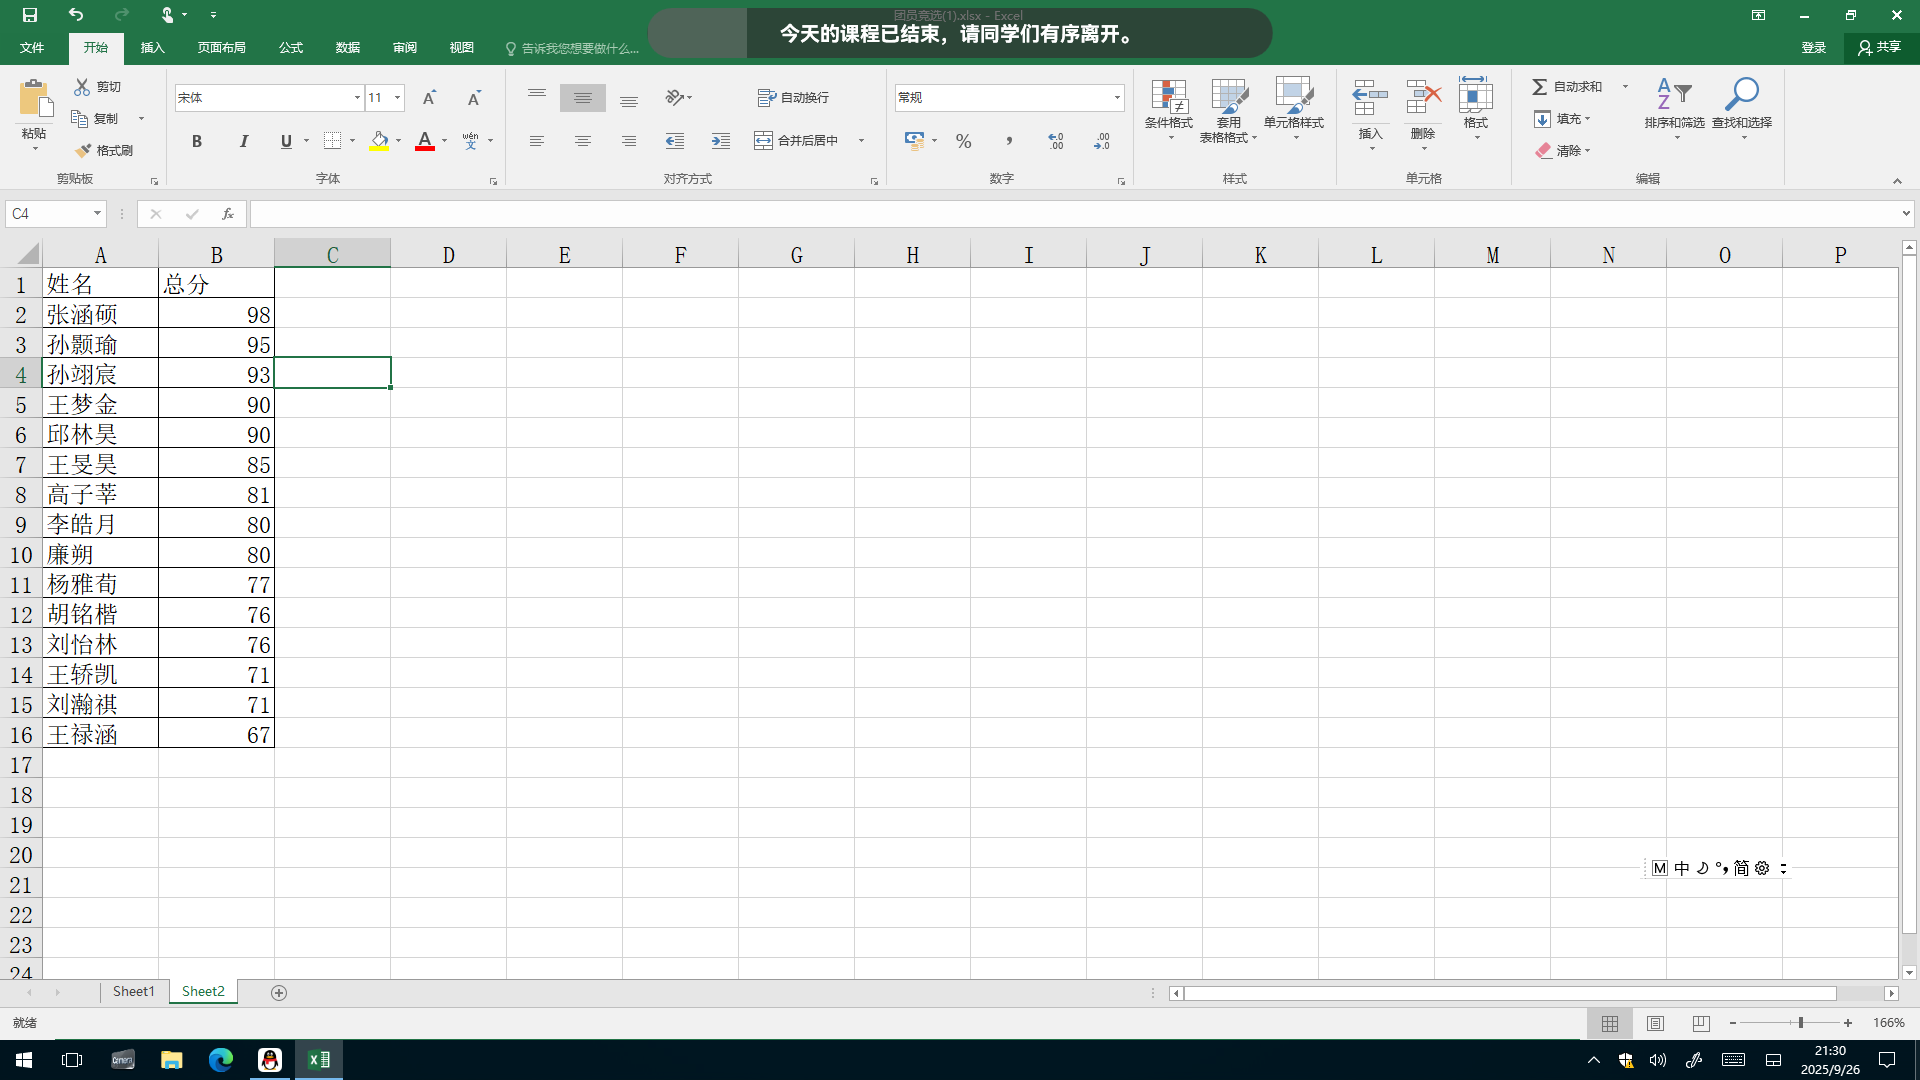 团员竞选(1).xlsx - Excel
今天的课程已结束，请同学们有序离开。
文件 开始 插入 页面布局 公式 数据 审阅 视图 告诉我您想要做什么... 登录 共享
粘贴 剪切 复制 格式刷 剪贴板
宋体 11 B I U A wén 文 字体
自动换行 合并后居中 对齐方式
常规 % , 数字
条件格式 套用表格格式 单元格样式 样式
插入 删除 格式 单元格
自动求和 填充 清除 排序和筛选 查找和选择 编辑
C4 fx
A B C D E F G H I J K L M N O P
1 姓名 总分
2 张涵硕 98
3 孙颢瑜 95
4 孙翊宸 93
5 王梦金 90
6 邱林昊 90
7 王旻昊 85
8 高子莘 81
9 李皓月 80
10 廉朔 80
11 杨雅荀 77
12 胡铭楷 76
13 刘怡林 76
14 王轿凯 71
15 刘瀚祺 71
16 王禄涵 67
17
18
19
20
21
22
23
24
M 中 简
Sheet1 Sheet2
就绪 166%
21:30
2025/9/26